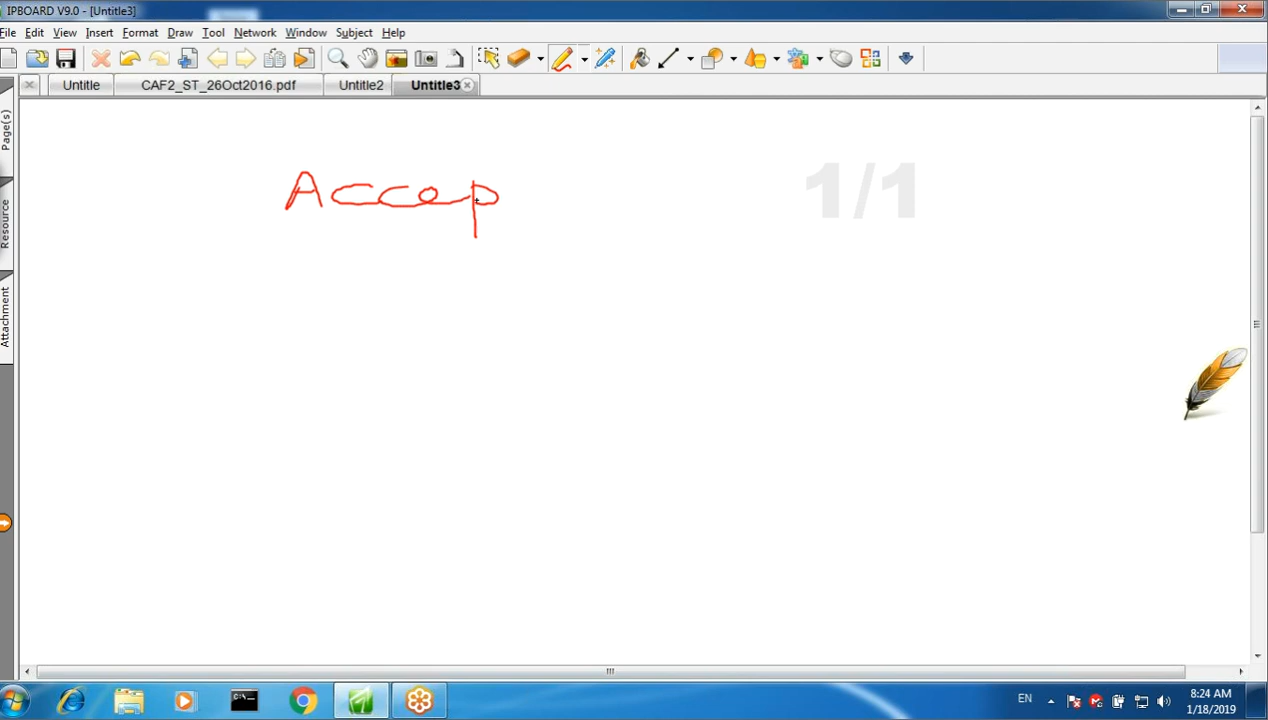 IPBOARD V9.0 - [Untitle3]
File Edit View Insert Format Draw Tool Network Window Subject Help
Untitle CAF2_ST_26Oct2016.pdf Untitle2 Untitle3
Page(s)
Resource
Attachment
Accep
1/1
EN
8:24 AM
1/18/2019